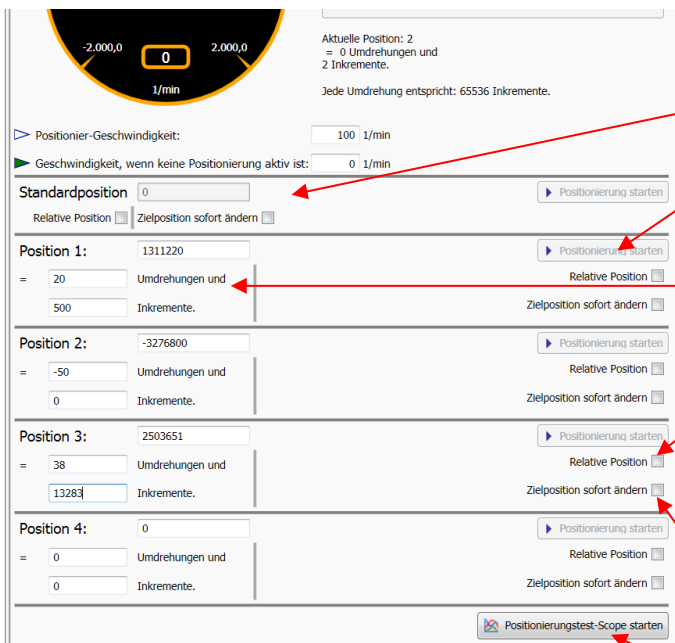 -2.000,0 0 2.000,0
1/min
Aktuelle Position: 2
= 0 Umdrehungen und
2 Inkremente.
Jede Umdrehung entspricht: 65536 Inkremente.
Positionier-Geschwindigkeit: 100 1/min
Geschwindigkeit, wenn keine Positionierung aktiv ist: 0 1/min
Standardposition 0 Positionierung starten
Relative Position Zielposition sofort ändern
Position 1: 1311220 Positionierung starten
= 20 Umdrehungen und Relative Position
500 Inkremente. Zielposition sofort ändern
Position 2: -3276800 Positionierung starten
= -50 Umdrehungen und Relative Position
0 Inkremente. Zielposition sofort ändern
Position 3: 2503651 Positionierung starten
= 38 Umdrehungen und Relative Position
13283 Inkremente. Zielposition sofort ändern
Position 4: 0 Positionierung starten
= 0 Umdrehungen und Relative Position
0 Inkremente. Zielposition sofort ändern
Positionierungstest-Scope starten